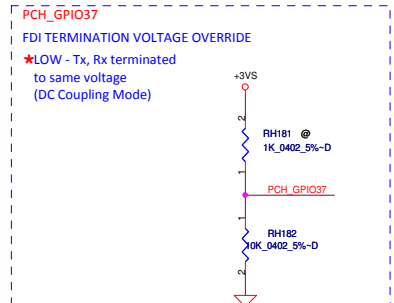 PCH_GPIO37
FDI TERMINATION VOLTAGE OVERRIDE
*LOW - Tx, Rx terminated
to same voltage
(DC Coupling Mode)
+3VS
2
RH181 @
1K_0402_5%~D
1
PCH_GPIO37
1
RH182
10K_0402_5%~D
2